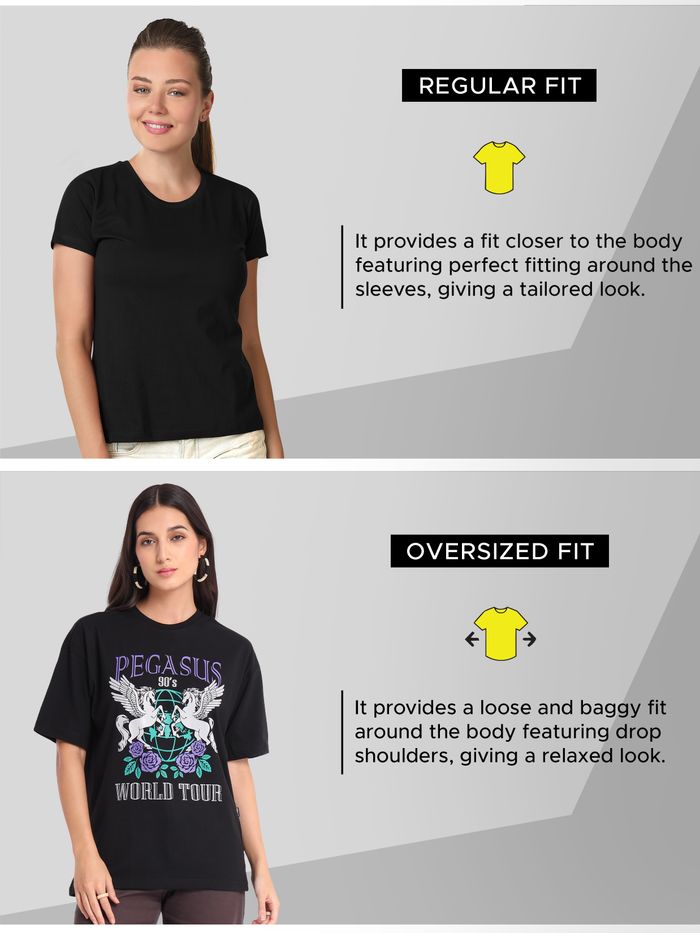 REGULAR FIT
It provides a fit closer to the body
featuring perfect fitting around the
sleeves, giving a tailored look.
OVERSIZED FIT
PEGASUS
90's
WORLD TOUR
It provides a loose and baggy fit
around the body featuring drop
shoulders, giving a relaxed look.